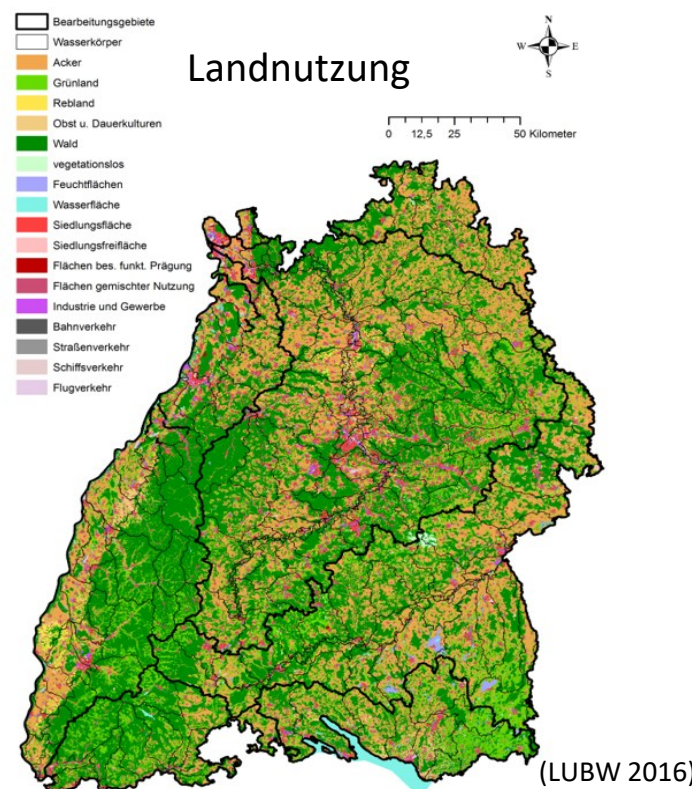 Bearbeitungsgebiete
Wasserkörper
Acker
Grünland
Rebland
Obst u. Dauerkulturen
Wald
vegetationslos
Feuchtflächen
Wasserfläche
Siedlungsfläche
Siedlungsfreifläche
Flächen bes. funkt. Prägung
Flächen gemischter Nutzung
Industrie und Gewerbe
Bahnverkehr
Straßenverkehr
Schiffsverkehr
Flugverkehr
Landnutzung
N
W E
S
0 12,5 25 50 Kilometer
(LUBW 2016)